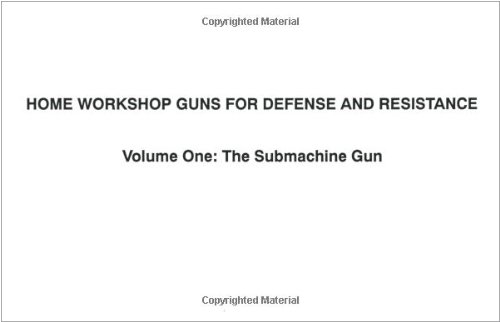 Copyrighted Material
HOME WORKSHOP GUNS FOR DEFENSE AND RESISTANCE
Volume One: The Submachine Gun
Copyrighted Material